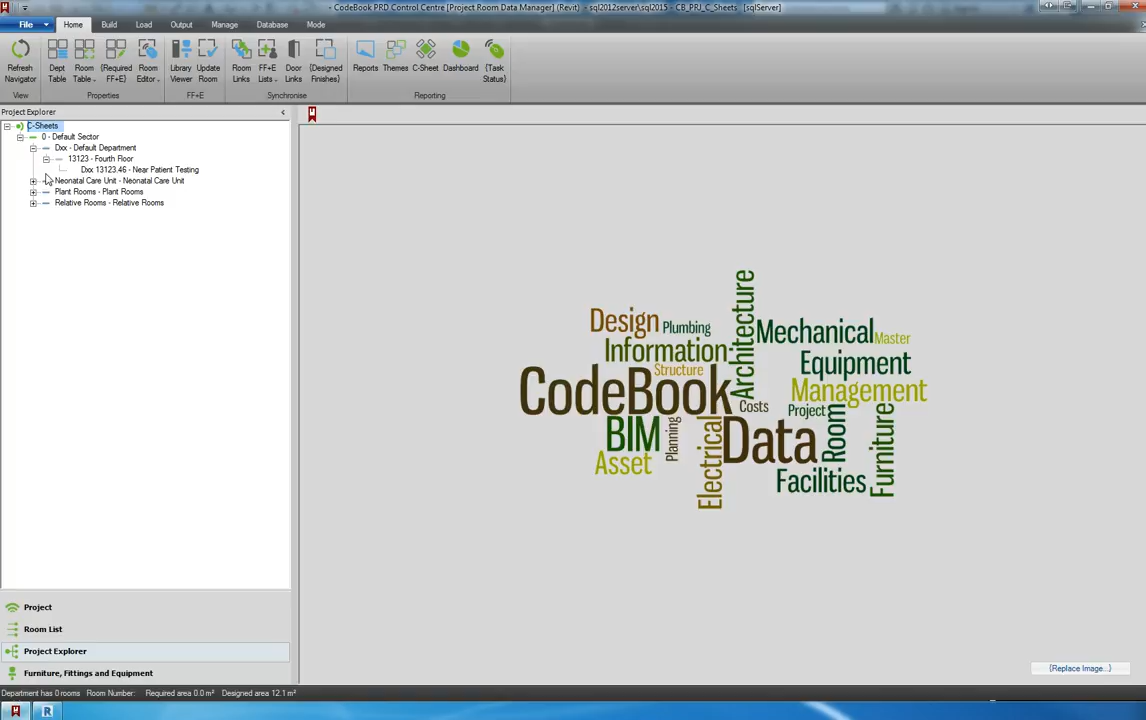 - CodeBook PRD Control Centre [Project Room Data Manager] (Revit) - sql2012server\sql2015 - CB_PRJ_C_Sheets [sqlServer]
File Home Build Load Output Manage Database Mode
Refresh Navigator
Dept Table
Room Table
{Required FF+E}
Room Editor
Library Viewer
Update Room
Room Links
FF+E Lists
Door Links
{Designed Finishes}
Reports
Themes
C-Sheet
Dashboard
{Task Status}
View Properties FF+E Synchronise Reporting
Project Explorer
C-Sheets
0 - Default Sector
Dxx - Default Department
13123 - Fourth Floor
Dxx 13123.46 - Near Patient Testing
Neonatal Care Unit - Neonatal Care Unit
Plant Rooms - Plant Rooms
Relative Rooms - Relative Rooms
Design
Plumbing
Architecture
Mechanical
Master
Information
Structure
Equipment
CodeBook
Management
Costs
Project
BIM
Planning
Electrical
Data
Room
Furniture
Asset
Facilities
Project
Room List
Project Explorer
Furniture, Fittings and Equipment
{Replace Image...}
Department has 0 rooms Room Number: Required area 0.0 m² Designed area 12.1 m²